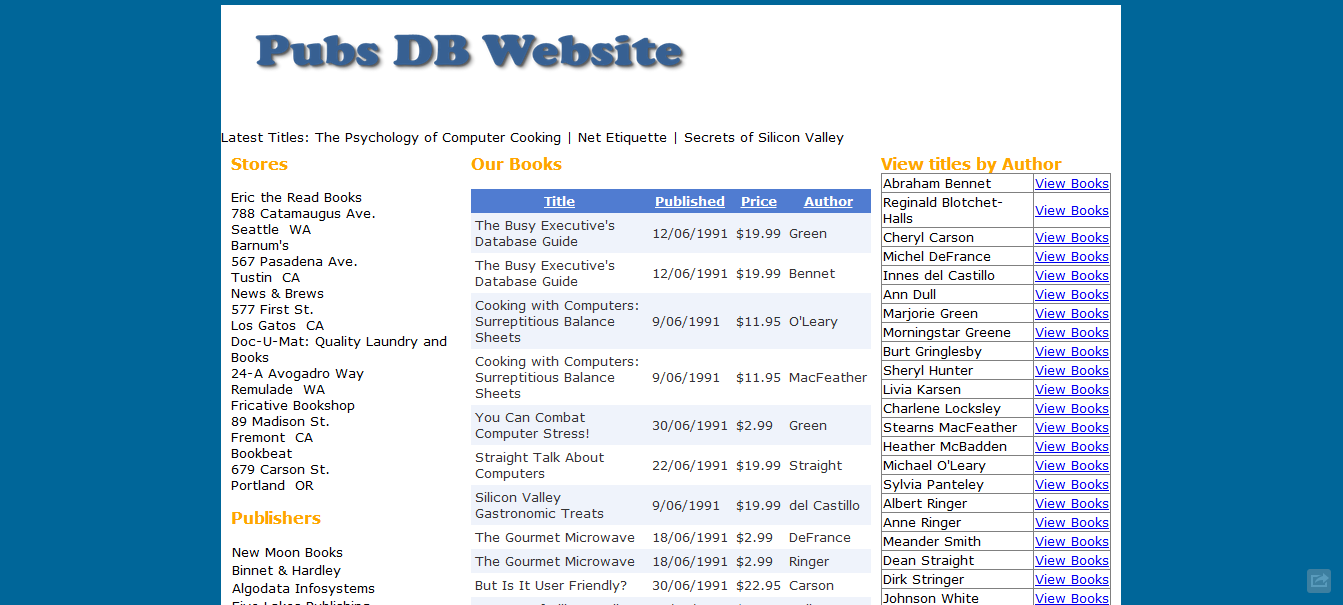 Pubs DB Website
Latest Titles: The Psychology of Computer Cooking | Net Etiquette | Secrets of Silicon Valley
Stores
Eric the Read Books
788 Catamaugus Ave.
Seattle WA
Barnum's
567 Pasadena Ave.
Tustin CA
News & Brews
577 First St.
Los Gatos CA
Doc-U-Mat: Quality Laundry and
Books
24-A Avogadro Way
Remulade WA
Fricative Bookshop
89 Madison St.
Fremont CA
Bookbeat
679 Carson St.
Portland OR
Publishers
New Moon Books
Binnet & Hardley
Algodata Infosystems
Five Lakes Publishing
Our Books
Title Published Price Author
The Busy Executive's
Database Guide 12/06/1991 $19.99 Green
The Busy Executive's
Database Guide 12/06/1991 $19.99 Bennet
Cooking with Computers:
Surreptitious Balance 9/06/1991 $11.95 O'Leary
Sheets
Cooking with Computers:
Surreptitious Balance 9/06/1991 $11.95 MacFeather
Sheets
You Can Combat
Computer Stress! 30/06/1991 $2.99 Green
Straight Talk About
Computers 22/06/1991 $19.99 Straight
Silicon Valley
Gastronomic Treats 9/06/1991 $19.99 del Castillo
The Gourmet Microwave 18/06/1991 $2.99 DeFrance
The Gourmet Microwave 18/06/1991 $2.99 Ringer
But Is It User Friendly? 30/06/1991 $22.95 Carson
View titles by Author
Abraham Bennet View Books
Reginald Blotchet-
Halls View Books
Cheryl Carson View Books
Michel DeFrance View Books
Innes del Castillo View Books
Ann Dull View Books
Marjorie Green View Books
Morningstar Greene View Books
Burt Gringlesby View Books
Sheryl Hunter View Books
Livia Karsen View Books
Charlene Locksley View Books
Stearns MacFeather View Books
Heather McBadden View Books
Michael O'Leary View Books
Sylvia Panteley View Books
Albert Ringer View Books
Anne Ringer View Books
Meander Smith View Books
Dean Straight View Books
Dirk Stringer View Books
Johnson White View Books